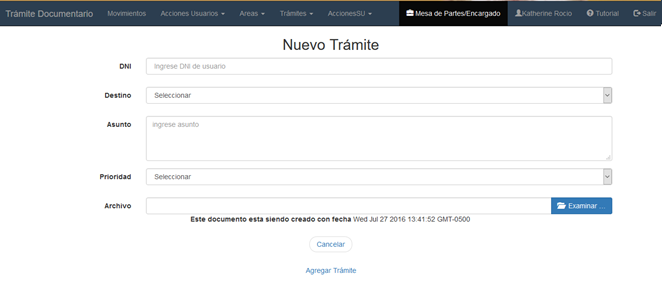 Trámite Documentario Movimientos Acciones Usuarios Areas Trámites AccionesSU Mesa de Partes/Encargado Katherine Rocio Tutorial Salir
Nuevo Trámite
DNI Ingrese DNI de usuario
Destino Seleccionar
Asunto ingrese asunto
Prioridad Seleccionar
Archivo Examinar ...
Este documento esta siendo creado con fecha Wed Jul 27 2016 13:41:52 GMT-0500
Cancelar
Agregar Trámite